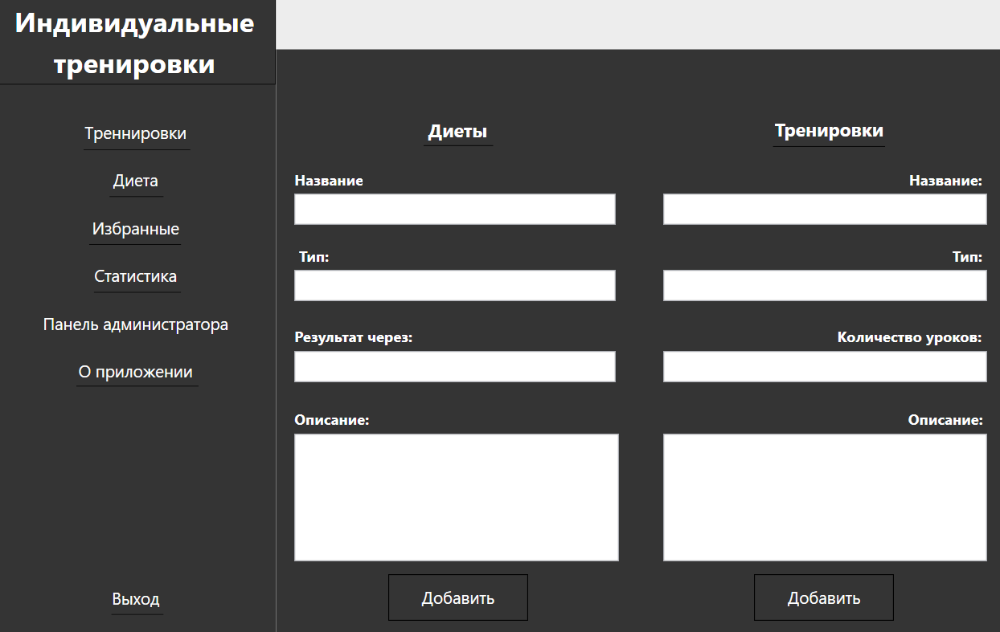 Индивидуальные
тренировки
Треннировки
Диета
Избранные
Статистика
Панель администратора
О приложении
Выход
Диеты
Название
Тип:
Результат через:
Описание:
Добавить
Тренировки
Название:
Тип:
Количество уроков:
Описание:
Добавить